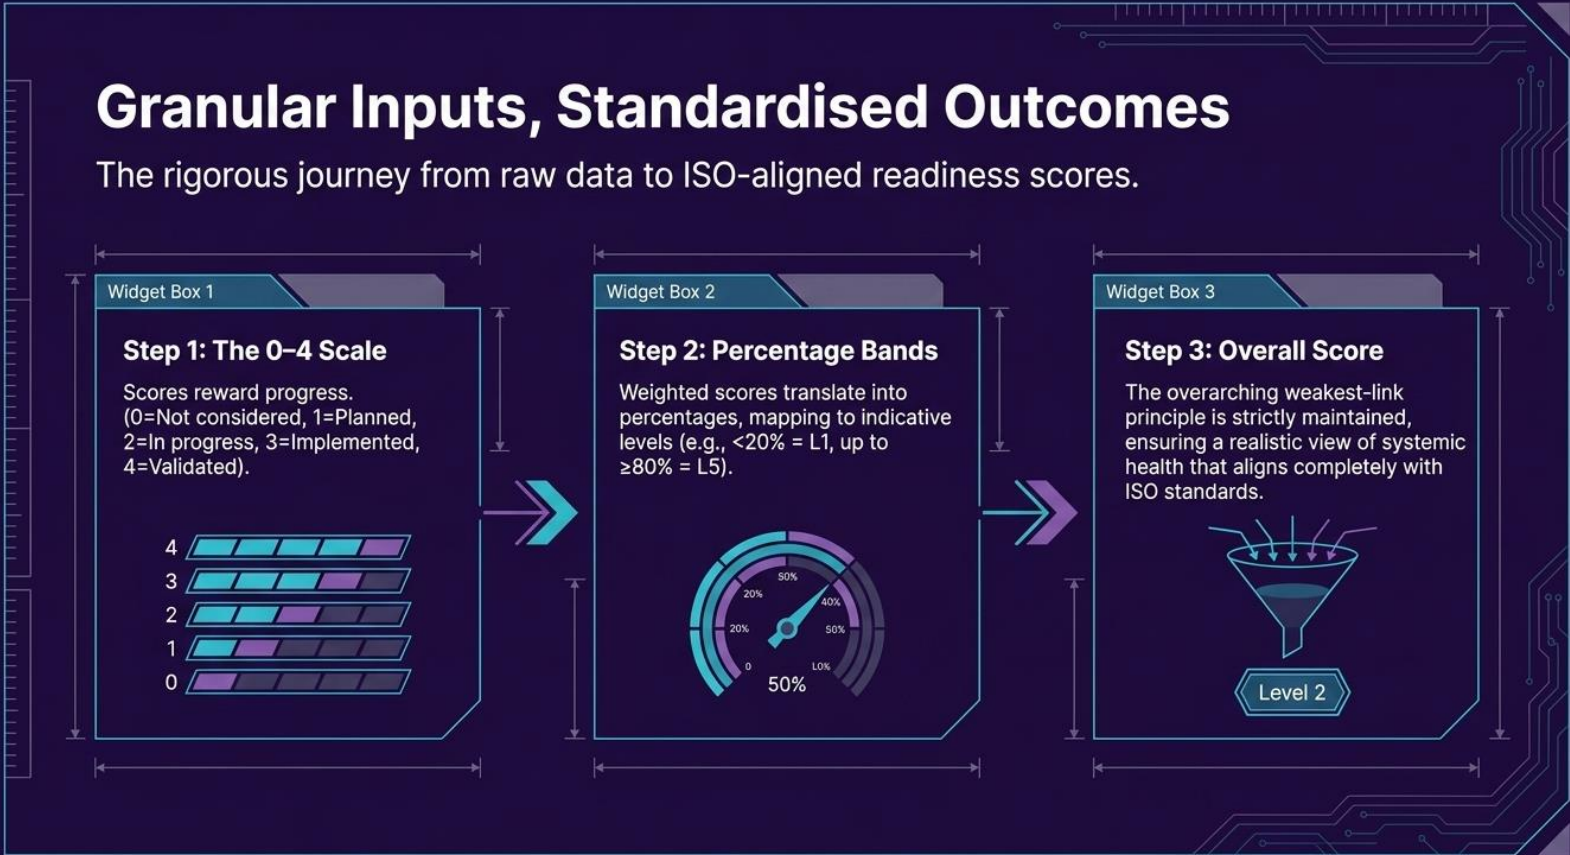 Granular Inputs, Standardised Outcomes
The rigorous journey from raw data to ISO-aligned readiness scores.
Widget Box 1
Step 1: The 0–4 Scale
Scores reward progress.
(0=Not considered, 1=Planned,
2=In progress, 3=Implemented,
4=Validated).
4
3
2
1
0
Widget Box 2
Step 2: Percentage Bands
Weighted scores translate into
percentages, mapping to indicative
levels (e.g., <20% = L1, up to
≥80% = L5).
S0%
20%
40%
20%
S0%
0
L0%
50%
Widget Box 3
Step 3: Overall Score
The overarching weakest-link
principle is strictly maintained,
ensuring a realistic view of systemic
health that aligns completely with
ISO standards.
Level 2